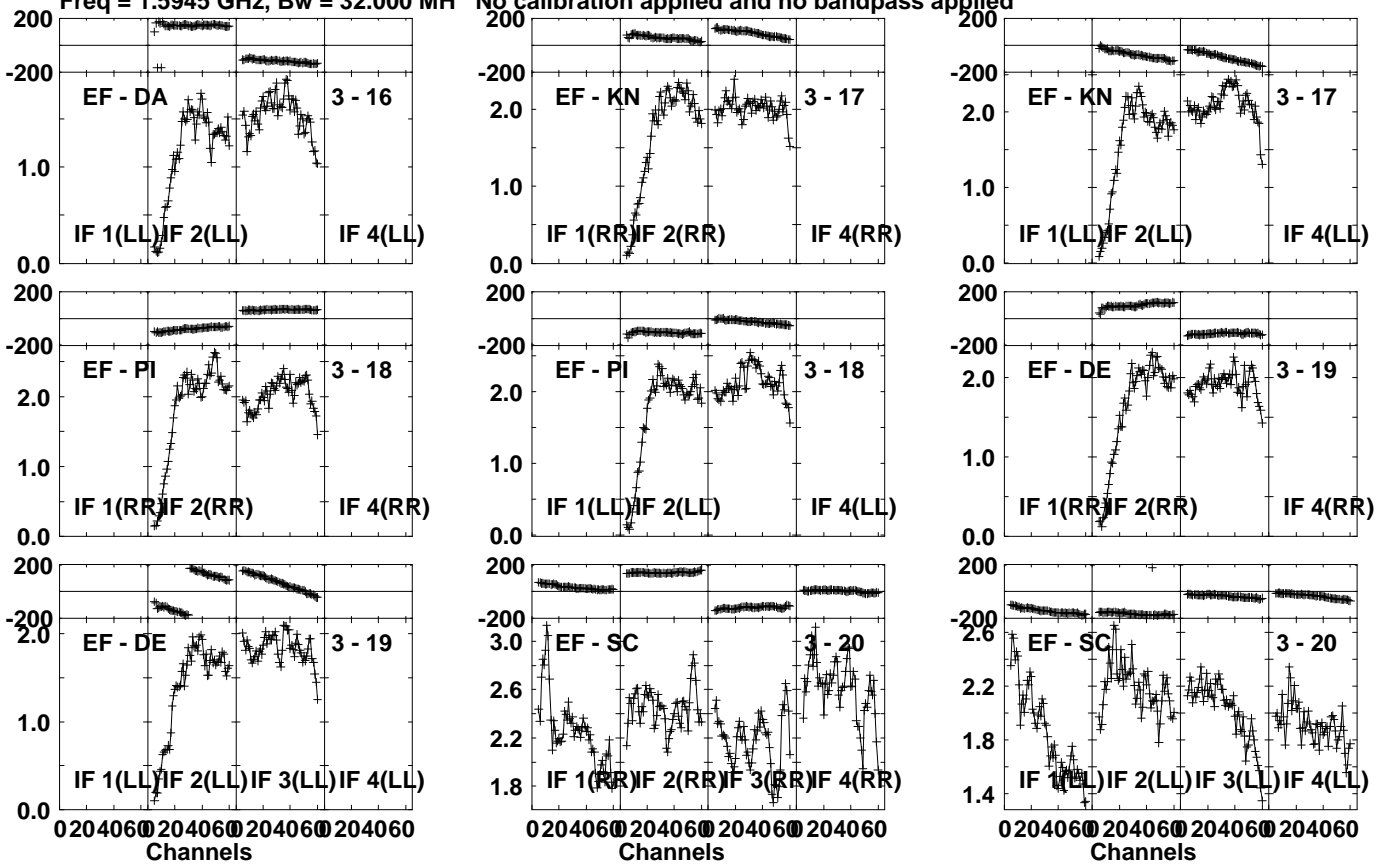 Freq = 1.5945 GHz, Bw = 32.000 MH No calibration applied and no bandpass applied
200 200 200
-200 -200 -200
EF - DA 3 - 16 EF - KN 3 - 17 EF - KN 3 - 17
2.0 2.0
1.0
1.0 1.0
IF 1(LL) IF 2(LL) IF 4(LL) IF 1(RR) IF 2(RR) IF 4(RR) IF 1(LL) IF 2(LL) IF 4(LL)
0.0 0.0 0.0
200 200 200
-200 -200 -200
EF - PI 3 - 18 EF - PI 3 - 18 EF - DE 3 - 19
2.0 2.0 2.0
1.0 1.0 1.0
IF 1(RR) IF 2(RR) IF 4(RR) IF 1(LL) IF 2(LL) IF 4(LL) IF 1(RR) IF 2(RR) IF 4(RR)
0.0 0.0 0.0
200 200 200
-200 -200 -200
EF - DE 3 - 19 EF - SC 3 - 20 EF - SC 3 - 20
2.0 3.0 2.6
2.6 2.2
1.0 2.2 1.8
IF 1(LL) IF 2(LL) IF 3(LL) IF 4(LL) IF 1(RR) IF 2(RR) IF 3(RR) IF 4(RR) IF 1(LL) IF 2(LL) IF 3(LL) IF 4(LL)
0.0 1.8 1.4
0 20 40 60 0 20 40 60 0 20 40 60 0 20 40 60 0 20 40 60 0 20 40 60 0 20 40 60 0 20 40 60 0 20 40 60 0 20 40 60 0 20 40 60 0 20 40 60
Channels Channels Channels